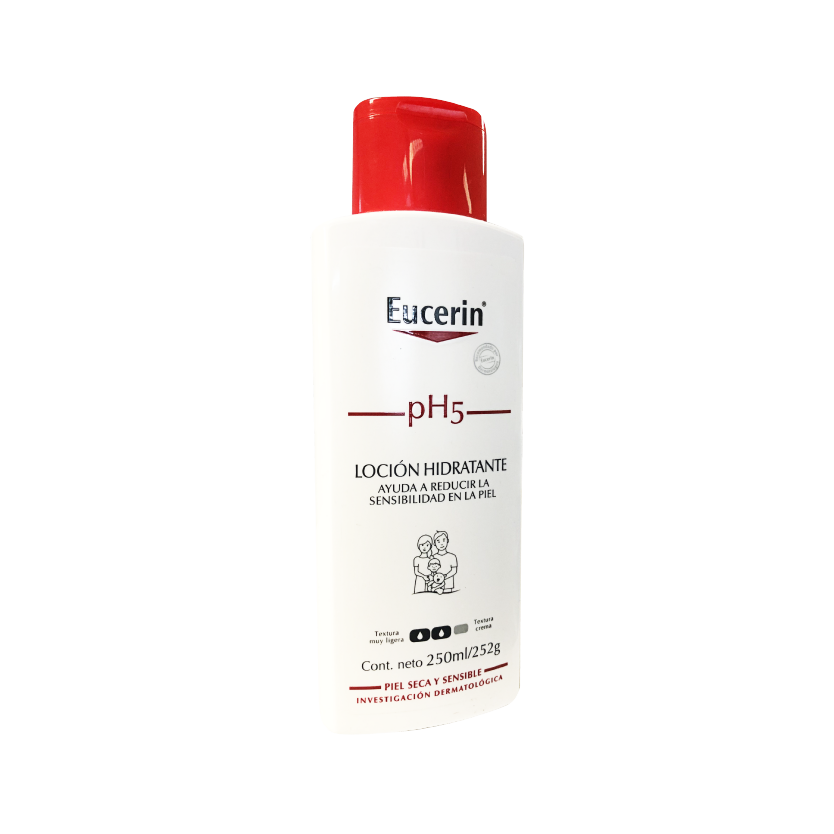 Eucerin®
pH5
LOCIÓN HIDRATANTE
AYUDA A REDUCIR LA
SENSIBILIDAD EN LA PIEL
Textura
muy ligera
Textura
crema
Cont. neto 250ml/252g
PIEL SECA Y SENSIBLE
INVESTIGACIÓN DERMATOLÓGICA